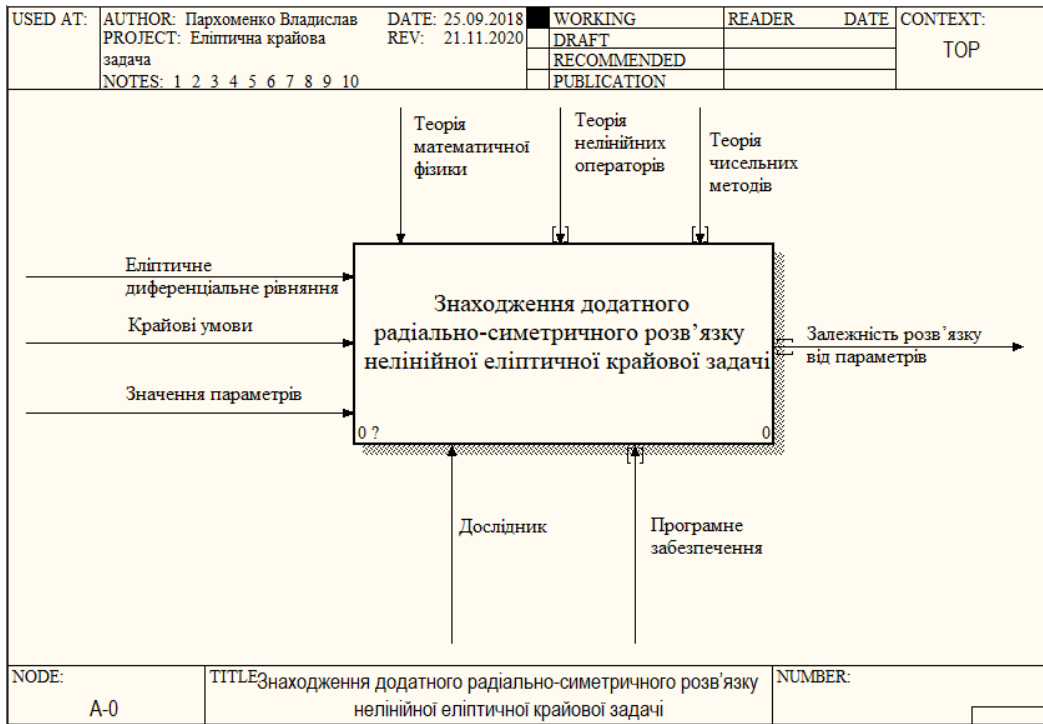 USED AT:
AUTHOR: Пархоменко Владислав
DATE: 25.09.2018
PROJECT: Еліптична крайова
REV: 21.11.2020
задача
NOTES: 1 2 3 4 5 6 7 8 9 10
WORKING
DRAFT
RECOMMENDED
PUBLICATION
READER
DATE
CONTEXT:
TOP
Теорія
математичної
фізики
Теорія
нелінійних
операторів
Теорія
чисельних
методів
Еліптичне
диференціальне рівняння
Крайові умови
Значення параметрів
Знаходження додатного
радіально-симетричного розв’язку
нелінійної еліптичної крайової задачі
0 ?
0
Залежність розв’язку
від параметрів
Дослідник
Програмне
забезпечення
NODE:
A-0
TITLE:
Знаходження додатного радіально-симетричного розв’язку
нелінійної еліптичної крайової задачі
NUMBER: